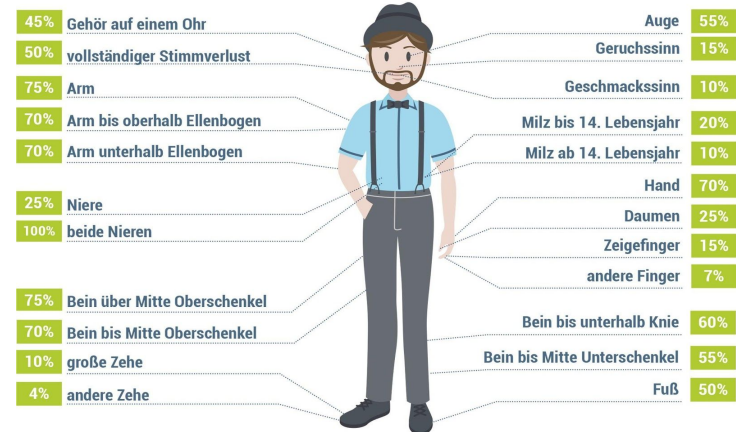 45% Gehör auf einem Ohr
50% vollständiger Stimmverlust
75% Arm
70% Arm bis oberhalb Ellenbogen
70% Arm unterhalb Ellenbogen
25% Niere
100% beide Nieren
75% Bein über Mitte Oberschenkel
70% Bein bis Mitte Oberschenkel
10% große Zehe
4% andere Zehe
Auge 55%
Geruchssinn 15%
Geschmackssinn 10%
Milz bis 14. Lebensjahr 20%
Milz ab 14. Lebensjahr 10%
Hand 70%
Daumen 25%
Zeigefinger 15%
andere Finger 7%
Bein bis unterhalb Knie 60%
Bein bis Mitte Unterschenkel 55%
Fuß 50%